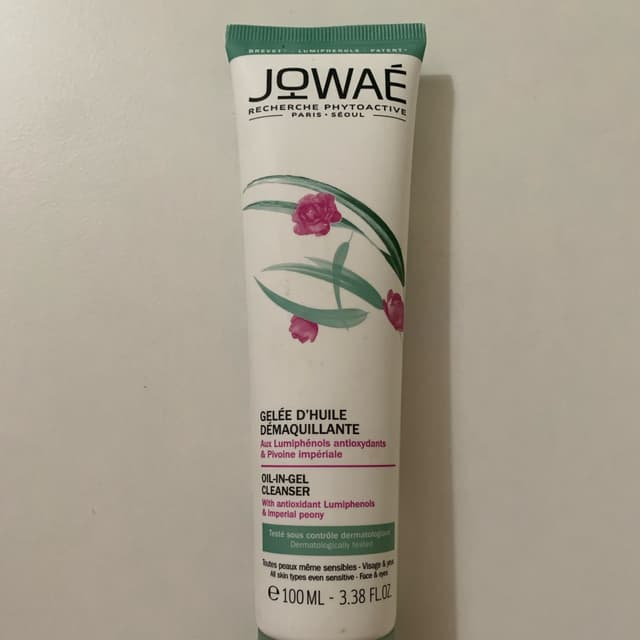 BREVET • LUMIPHENOLS • PATENT •
JOWAÉ
RECHERCHE PHYTOACTIVE
PARIS • SÉOUL
GELÉE D'HUILE
DÉMAQUILLANTE
Aux Lumiphénols antioxydants
& Pivoine impériale
OIL-IN-GEL
CLEANSER
With antioxidant Lumiphenols
& imperial peony
Testé sous contrôle dermatologique
Dermatologically tested
Toutes peaux même sensibles - Visage & yeux
All skin types even sensitive - Face & eyes
℮ 100 ML - 3.38 FL.OZ.